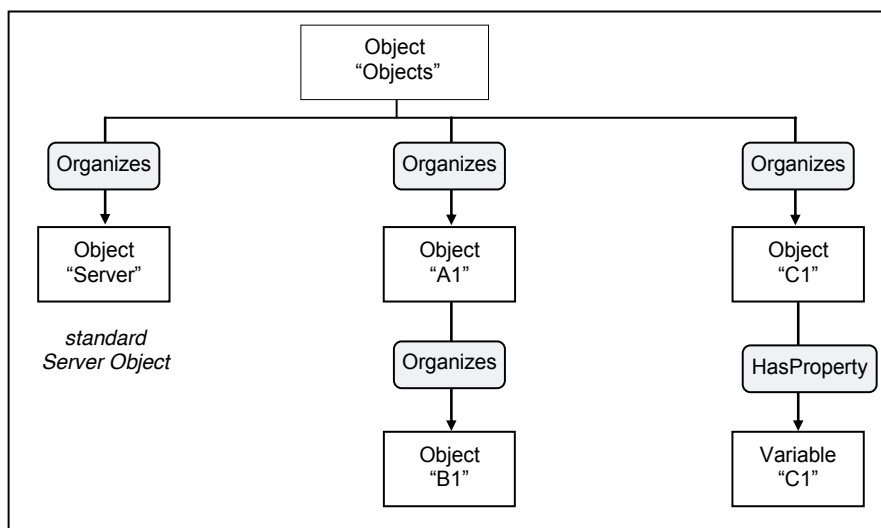 Object
“Objects”
Organizes
Organizes
Organizes
Object
“Server”
Object
“A1”
Object
“C1”
standard
Server Object
Organizes
HasProperty
Object
“B1”
Variable
“C1”